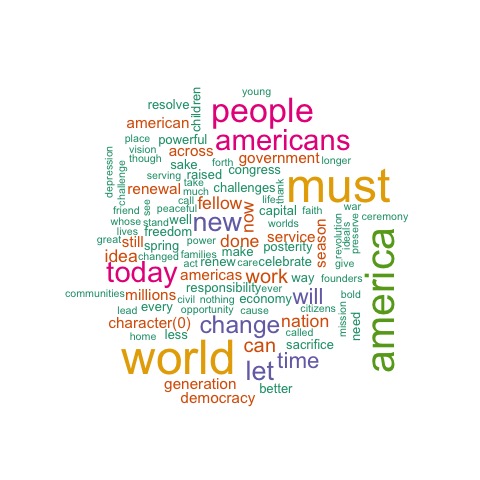 young
resolve
children
people
american
americans
place
powerful
vision
across
government
though
sake
forth
congress
longer
depression
challenge
serving
raised
renewal
take
challenges
must
much
thank
call
fellow
life
friend
see
peaceful
now
capital
faith
war
whose
stand
well
new
worlds
revolution
ideals
preserve
ceremony
lives
freedom
service
season
great
still
spring
power
done
posterity
idea
changed
families
make
america
today
act
renew
care
celebrate
give
americas
work
way
founders
communities
millions
responsibility
ever
will
bold
civil
nothing
economy
citizens
lead
every
opportunity
cause
mission
need
character(0)
change
nation
home
less
called
can
sacrifice
world
let
time
generation
better
democracy